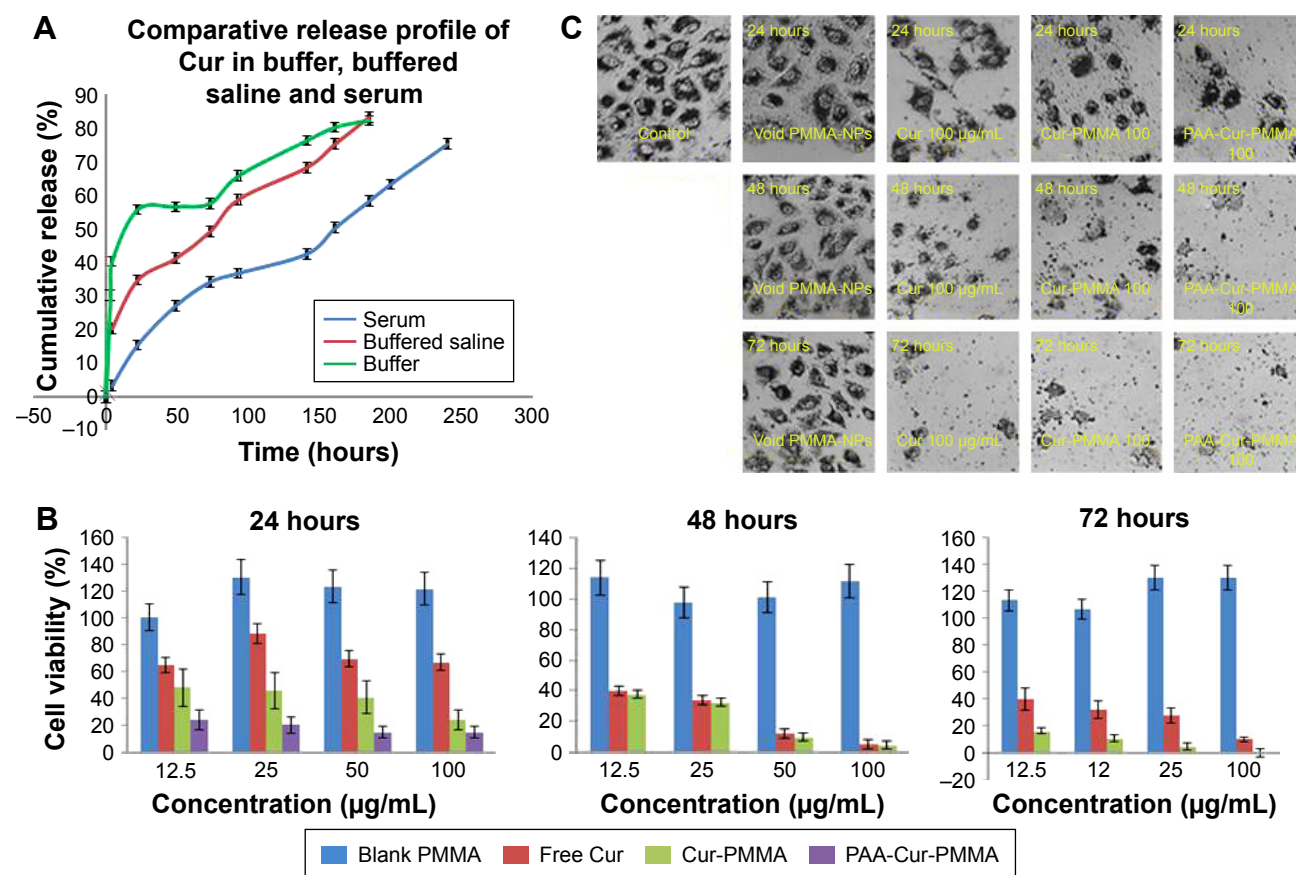 A
Comparative release profile of
Cur in buffer, buffered
saline and serum
Cumulative release (%)
90
80
70
60
50
40
30
20
10
0
–10
–50
0
50
100
150
200
250
300
Time (hours)
Serum
Buffered saline
Buffer
C
Control
24 hours
Void PMMA-NPs
24 hours
Cur 100 µg/mL
24 hours
Cur-PMMA 100
24 hours
PAA-Cur-PMMA
100
48 hours
Void PMMA-NPs
48 hours
Cur 100 µg/mL
48 hours
Cur-PMMA 100
48 hours
PAA-Cur-PMMA
100
72 hours
Void PMMA-NPs
72 hours
Cur 100 µg/mL
72 hours
Cur-PMMA 100
72 hours
PAA-Cur-PMMA
100
B
24 hours
Cell viability (%)
160
140
120
100
80
60
40
20
0
12.5 25 50 100
Concentration (µg/mL)
48 hours
140
120
100
80
60
40
20
0
12.5 25 50 100
Concentration (µg/mL)
72 hours
160
140
120
100
80
60
40
20
0
–20
12.5 12 25 100
Concentration (µg/mL)
Blank PMMA Free Cur Cur-PMMA PAA-Cur-PMMA